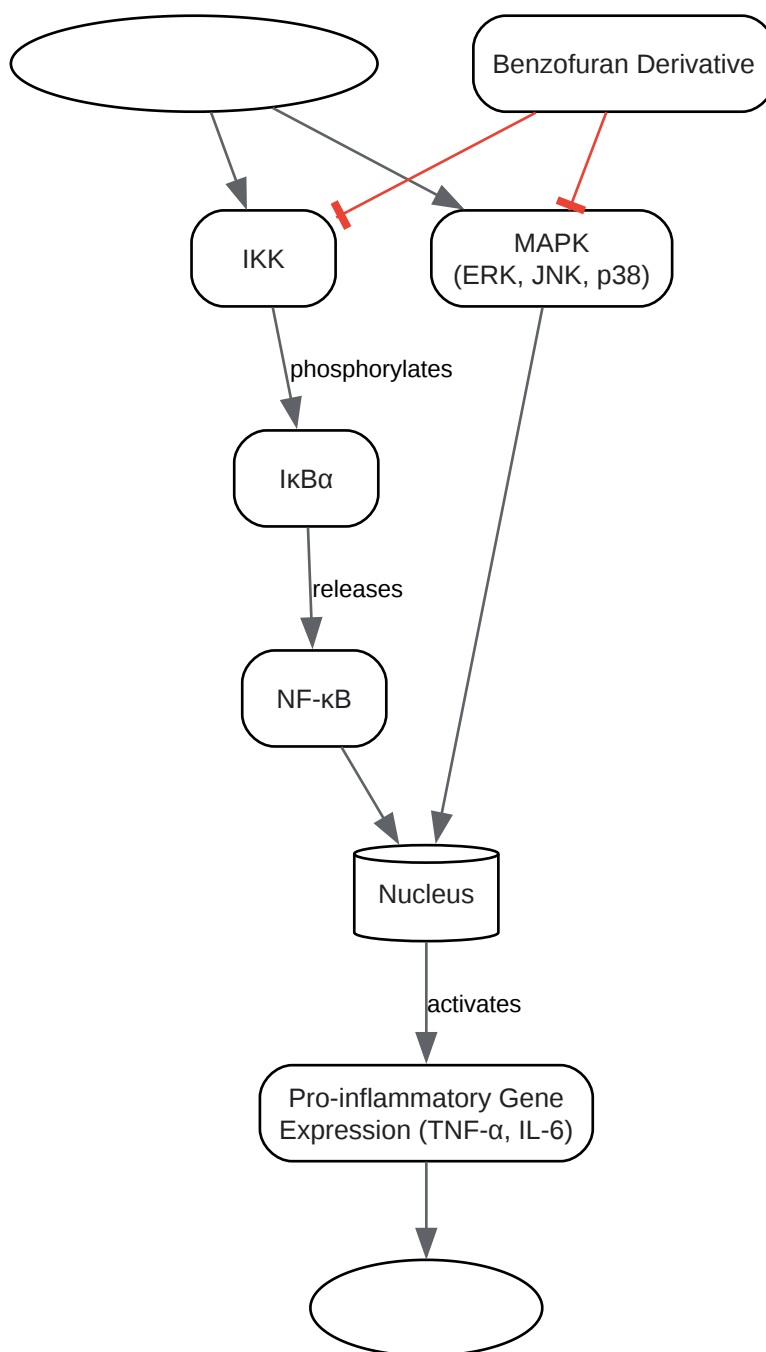 Benzofuran Derivative
IKK
MAPK
(ERK, JNK, p38)
phosphorylates
IκBα
releases
NF-κB
Nucleus
activates
Pro-inflammatory Gene
Expression (TNF-α, IL-6)